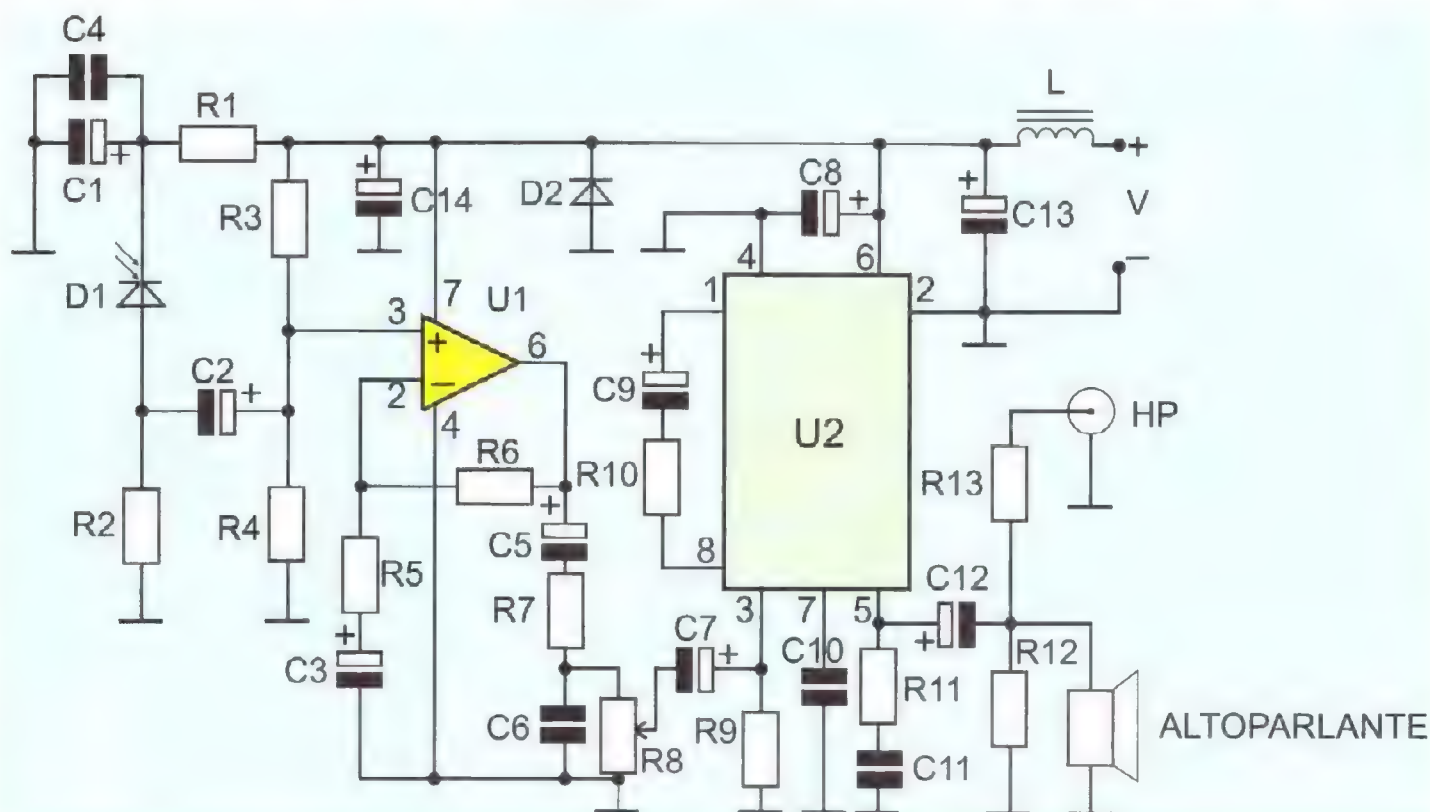 C4
R1
L
+
C1
+
R3
+
C14
D2
C8
+
+
C13
V
−
D1
7
U1
4
6
1
2
3
+
6
−
2
4
C2
+
+
C9
U2
HP
R6
R10
R13
R2
R4
+
C5
8
R5
R7
3
7
5
C12
+
C3
C7
+
C10
+
R12
R11
C6
R8
R9
C11
ALTOPARLANTE